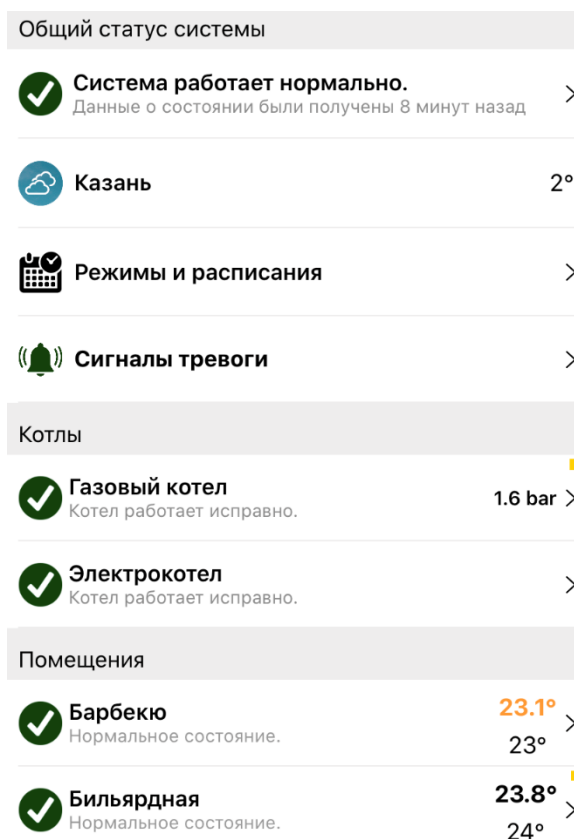 Общий статус системы
Система работает нормально.
Данные о состоянии были получены 8 минут назад
Казань 2°
Режимы и расписания
Сигналы тревоги
Котлы
Газовый котел 1.6 bar
Котел работает исправно.
Электрокотел
Котел работает исправно.
Помещения
Барбекю 23.1°
Нормальное состояние. 23°
Бильярдная 23.8°
Нормальное состояние. 24°